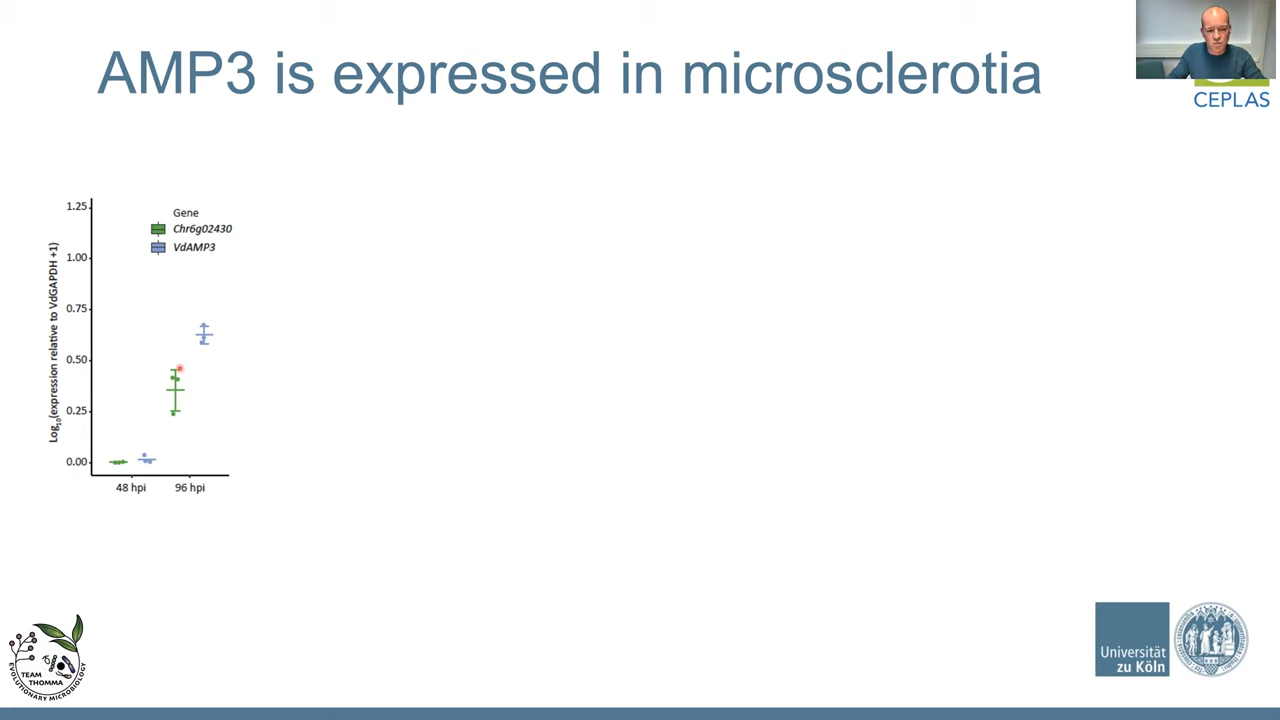 AMP3 is expressed in microsclerotia
CEPLAS
1.25
1.00
0.75
0.50
0.25
0.00
Log10(expression relative to VdGAPDH +1)
Gene
Chr6g02430
VdAMP3
48 hpi
96 hpi
TEAM
THOMMA
EVOLUTIONARY MICROBIOLOGY
Universität
zu Köln